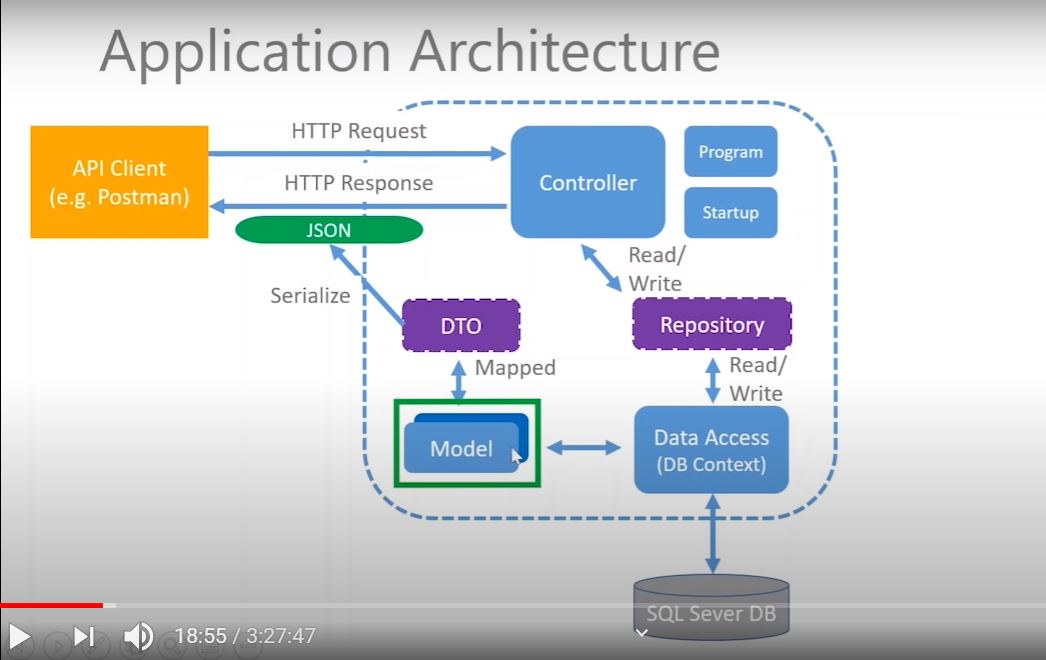 Application Architecture
HTTP Request
API Client
(e.g. Postman)
Controller
Program
HTTP Response
Startup
JSON
Read/
Write
Serialize
DTO
Repository
Mapped
Read/
Write
Model
Data Access
(DB Context)
SQL Sever DB
18:55 / 3:27:47